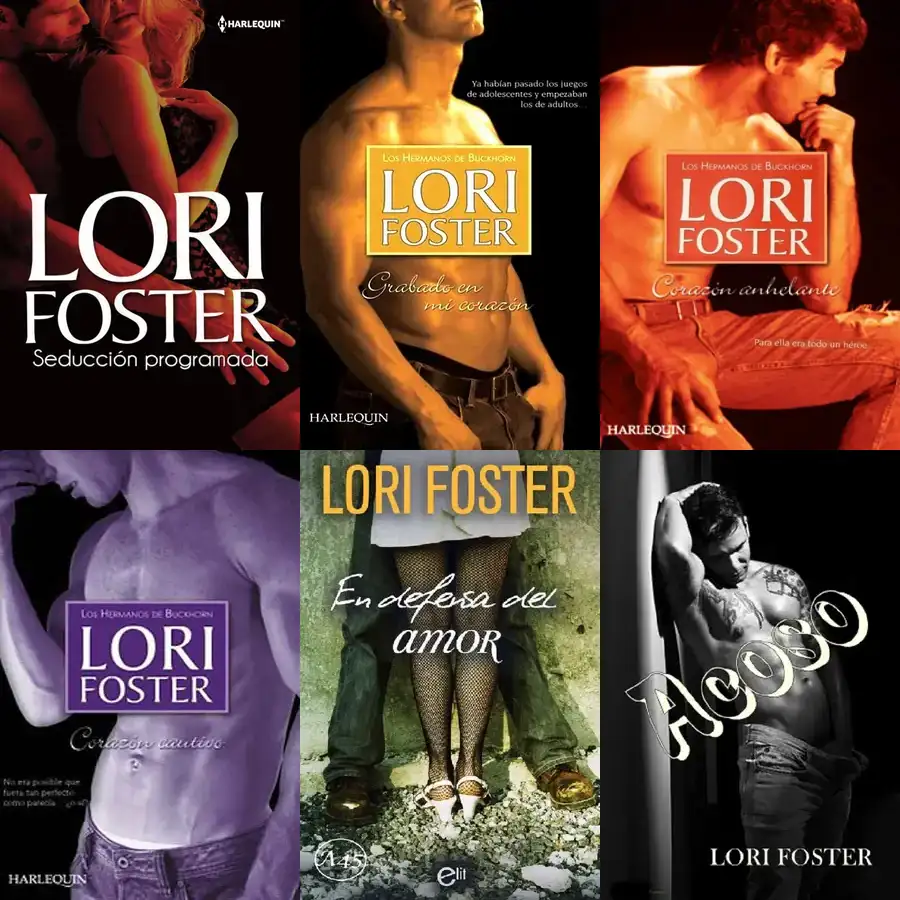 HARLEQUIN™
LORI
FOSTER
Seducción programada
Ya habían pasado los juegos
de adolescentes y empezaban
los de adultos...
LOS HERMANOS DE BUCKHORN
LORI
FOSTER
Grabado en
mi corazón
HARLEQUIN
LOS HERMANOS DE BUCKHORN
LORI
FOSTER
Corazón anhelante
Para ella era todo un héroe
HARLEQUIN
LOS HERMANOS DE BUCKHORN
LORI
FOSTER
Corazón cautivo
No era posible que
fuera tan perfecto
como parecía... ¿o sí?
HARLEQUIN
LORI FOSTER
En defensa del
amor
A45
elit
Acoso
LORI FOSTER